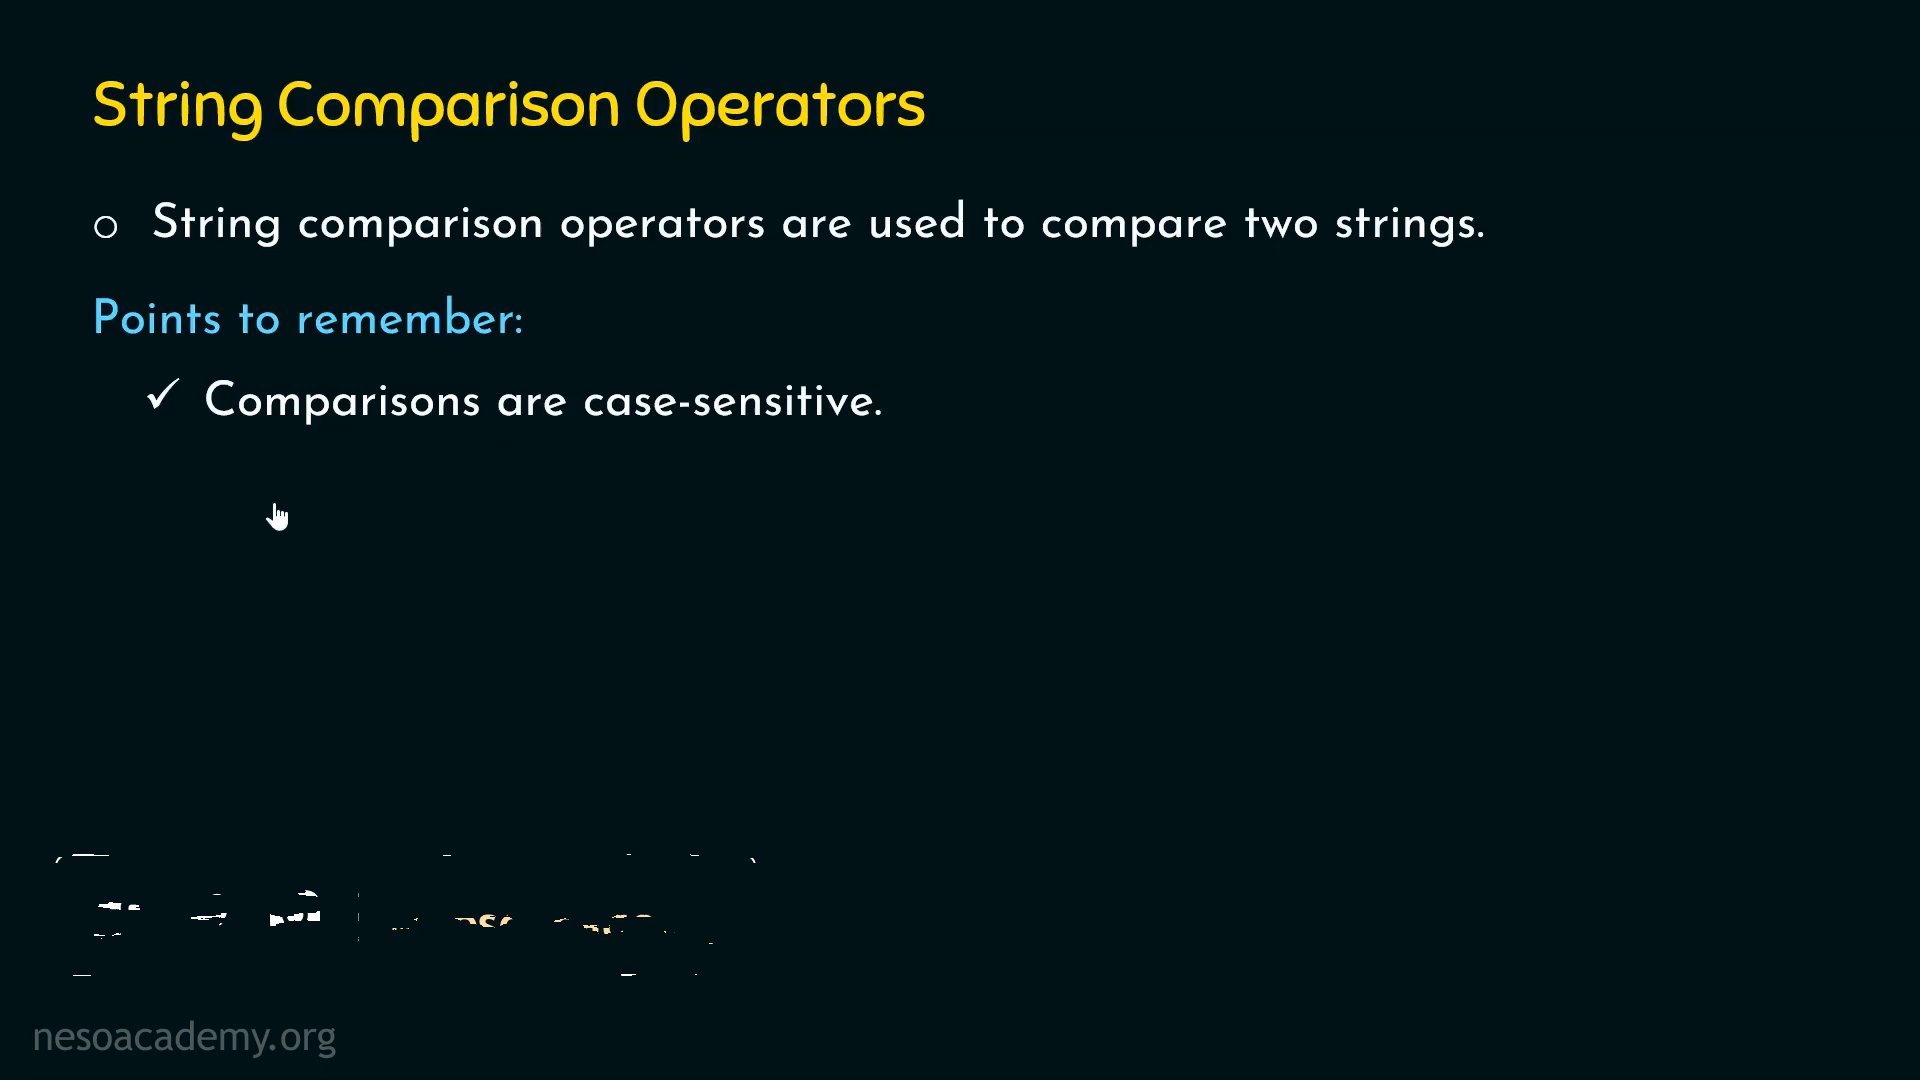 String Comparison Operators
String comparison operators are used to compare two strings.
Points to remember:
Comparisons are case-sensitive.
nesoacademy.org